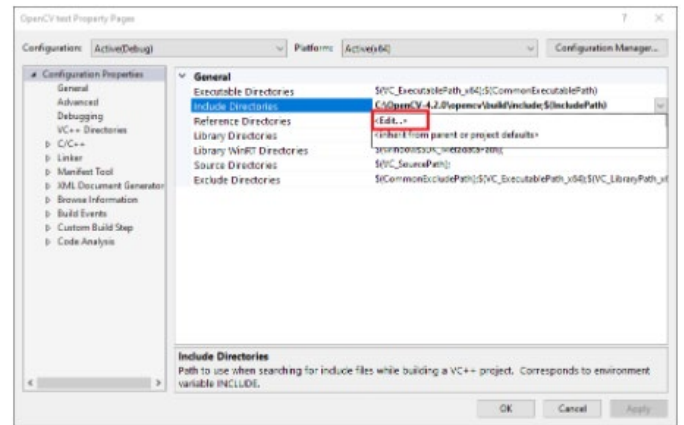 OpenCV test Property Pages ? ×
Configuration: Active(Debug) Platform: Active(x64) Configuration Manager...
Configuration Properties
General
Advanced
Debugging
VC++ Directories
C/C++
Linker
Manifest Tool
XML Document Generator
Browse Information
Build Events
Custom Build Step
Code Analysis
General
Executable Directories $(VC_ExecutablePath_x64);$(CommonExecutablePath)
Include Directories C:\OpenCV-4.2.0\opencv\build\include;$(IncludePath)
Reference Directories <Edit...>
Library Directories <inherit from parent or project defaults>
Library WinRT Directories $(WindowsSDK_MetadataPath);
Source Directories $(VC_SourcePath);
Exclude Directories $(CommonExcludePath);$(VC_ExecutablePath_x64);$(VC_LibraryPath_x6
Include Directories
Path to use when searching for include files while building a VC++ project. Corresponds to environment
variable INCLUDE.
OK Cancel Apply